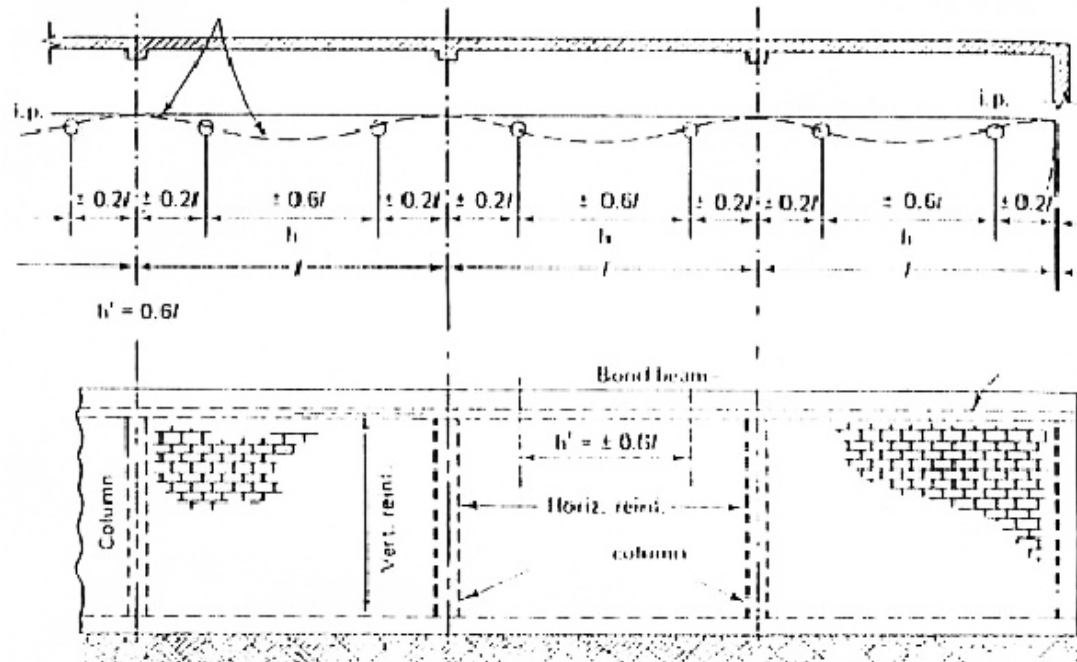 i.p. i.p.
± 0.2l ± 0.2l ± 0.6l ± 0.2l ± 0.2l ± 0.6l ± 0.2l ± 0.2l ± 0.6l ± 0.2l
h h h
l l l
h' = 0.6l
Bond beam
h' = ± 0.6l
Column Vert. reinf. Horiz. reinf.
column